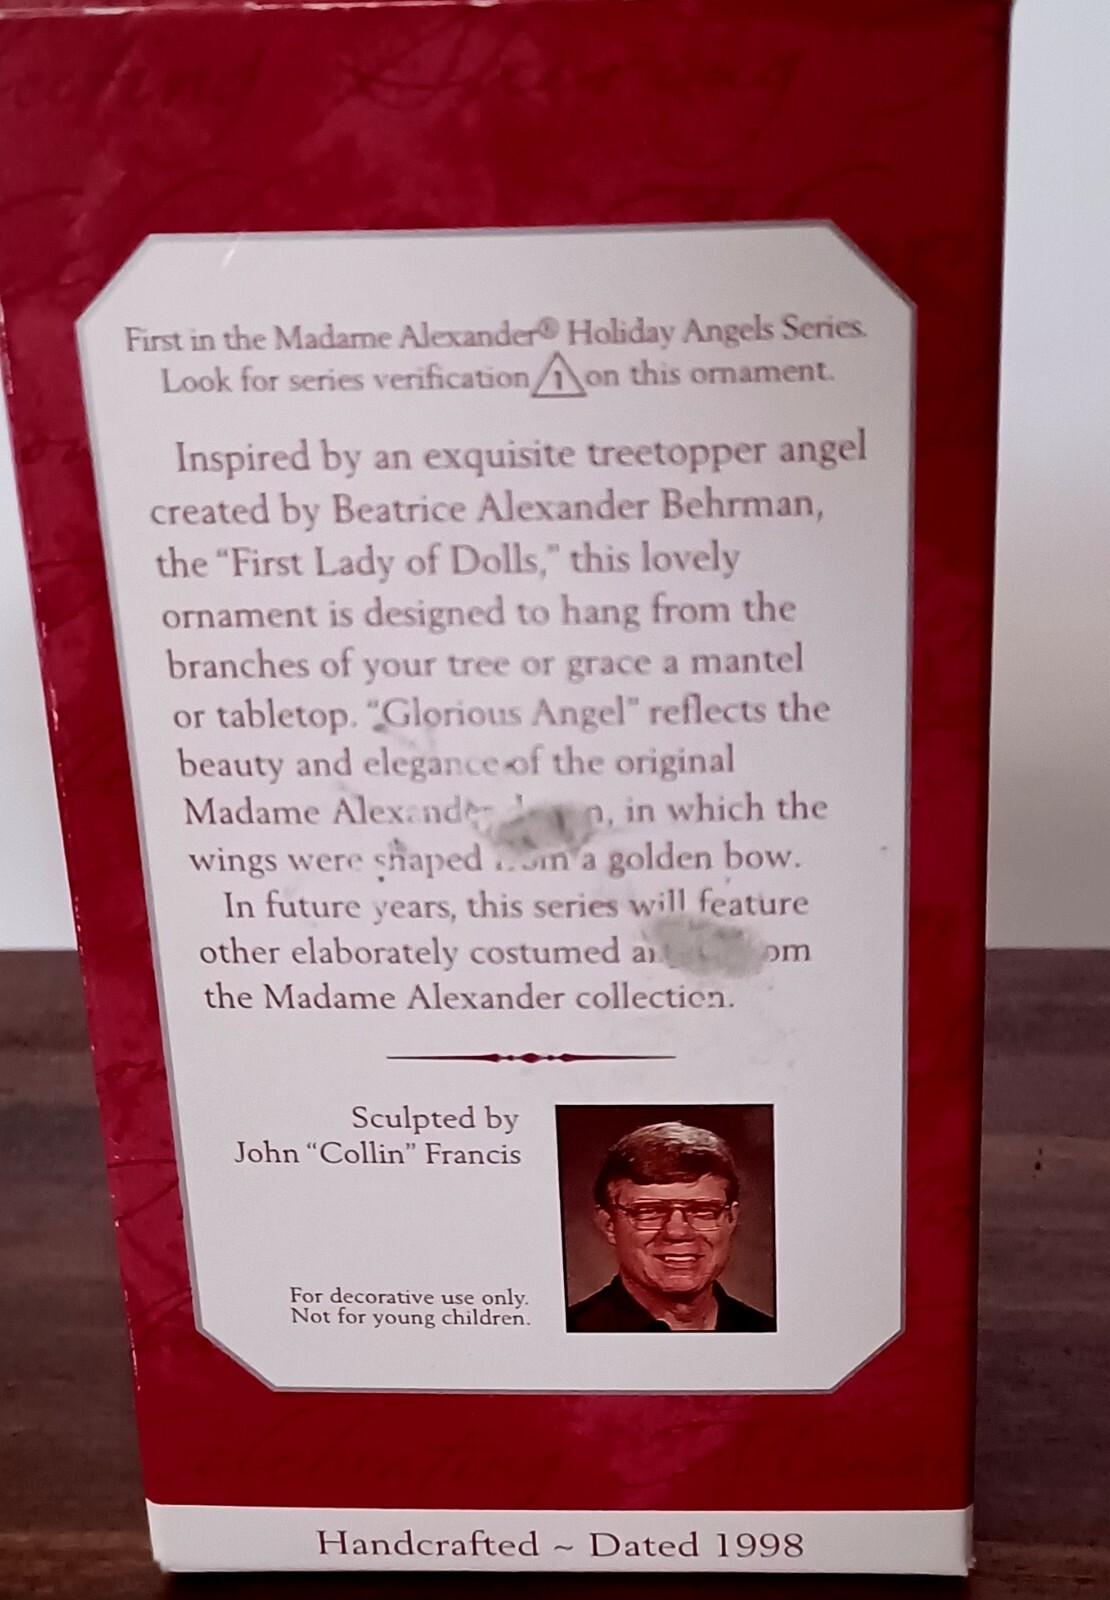 First in the Madame Alexander® Holiday Angels Series.
Look for series verification 1 on this ornament.
Inspired by an exquisite treetopper angel
created by Beatrice Alexander Behrman,
the “First Lady of Dolls,” this lovely
ornament is designed to hang from the
branches of your tree or grace a mantel
or tabletop. “Glorious Angel” reflects the
beauty and elegance of the original
Madame Alexander in which the
wings were shaped from a golden bow.
In future years, this series will feature
other elaborately costumed
the Madame Alexander collection.
Sculpted by
John “Collin” Francis
For decorative use only.
Not for young children.
Handcrafted ~ Dated 1998